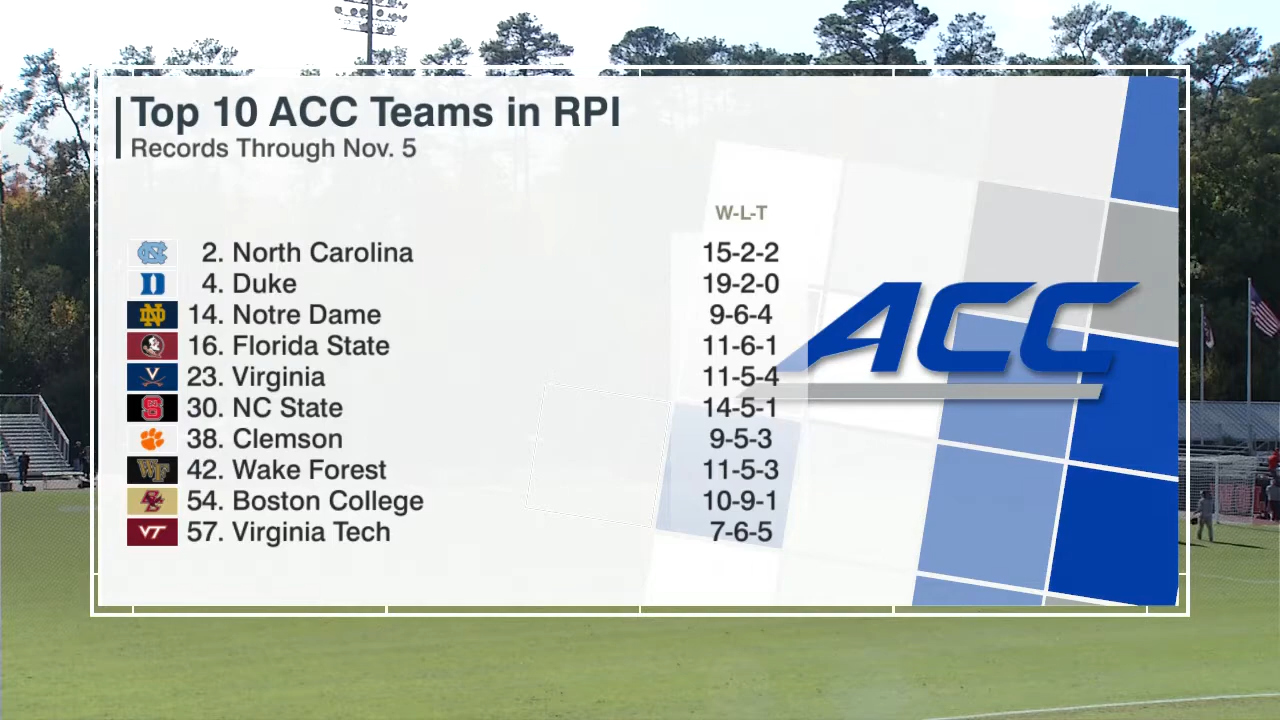 Top 10 ACC Teams in RPI
Records Through Nov. 5
W-L-T
2. North Carolina 15-2-2
4. Duke 19-2-0
14. Notre Dame 9-6-4
16. Florida State 11-6-1
23. Virginia 11-5-4
30. NC State 14-5-1
38. Clemson 9-5-3
42. Wake Forest 11-5-3
54. Boston College 10-9-1
57. Virginia Tech 7-6-5
ACC